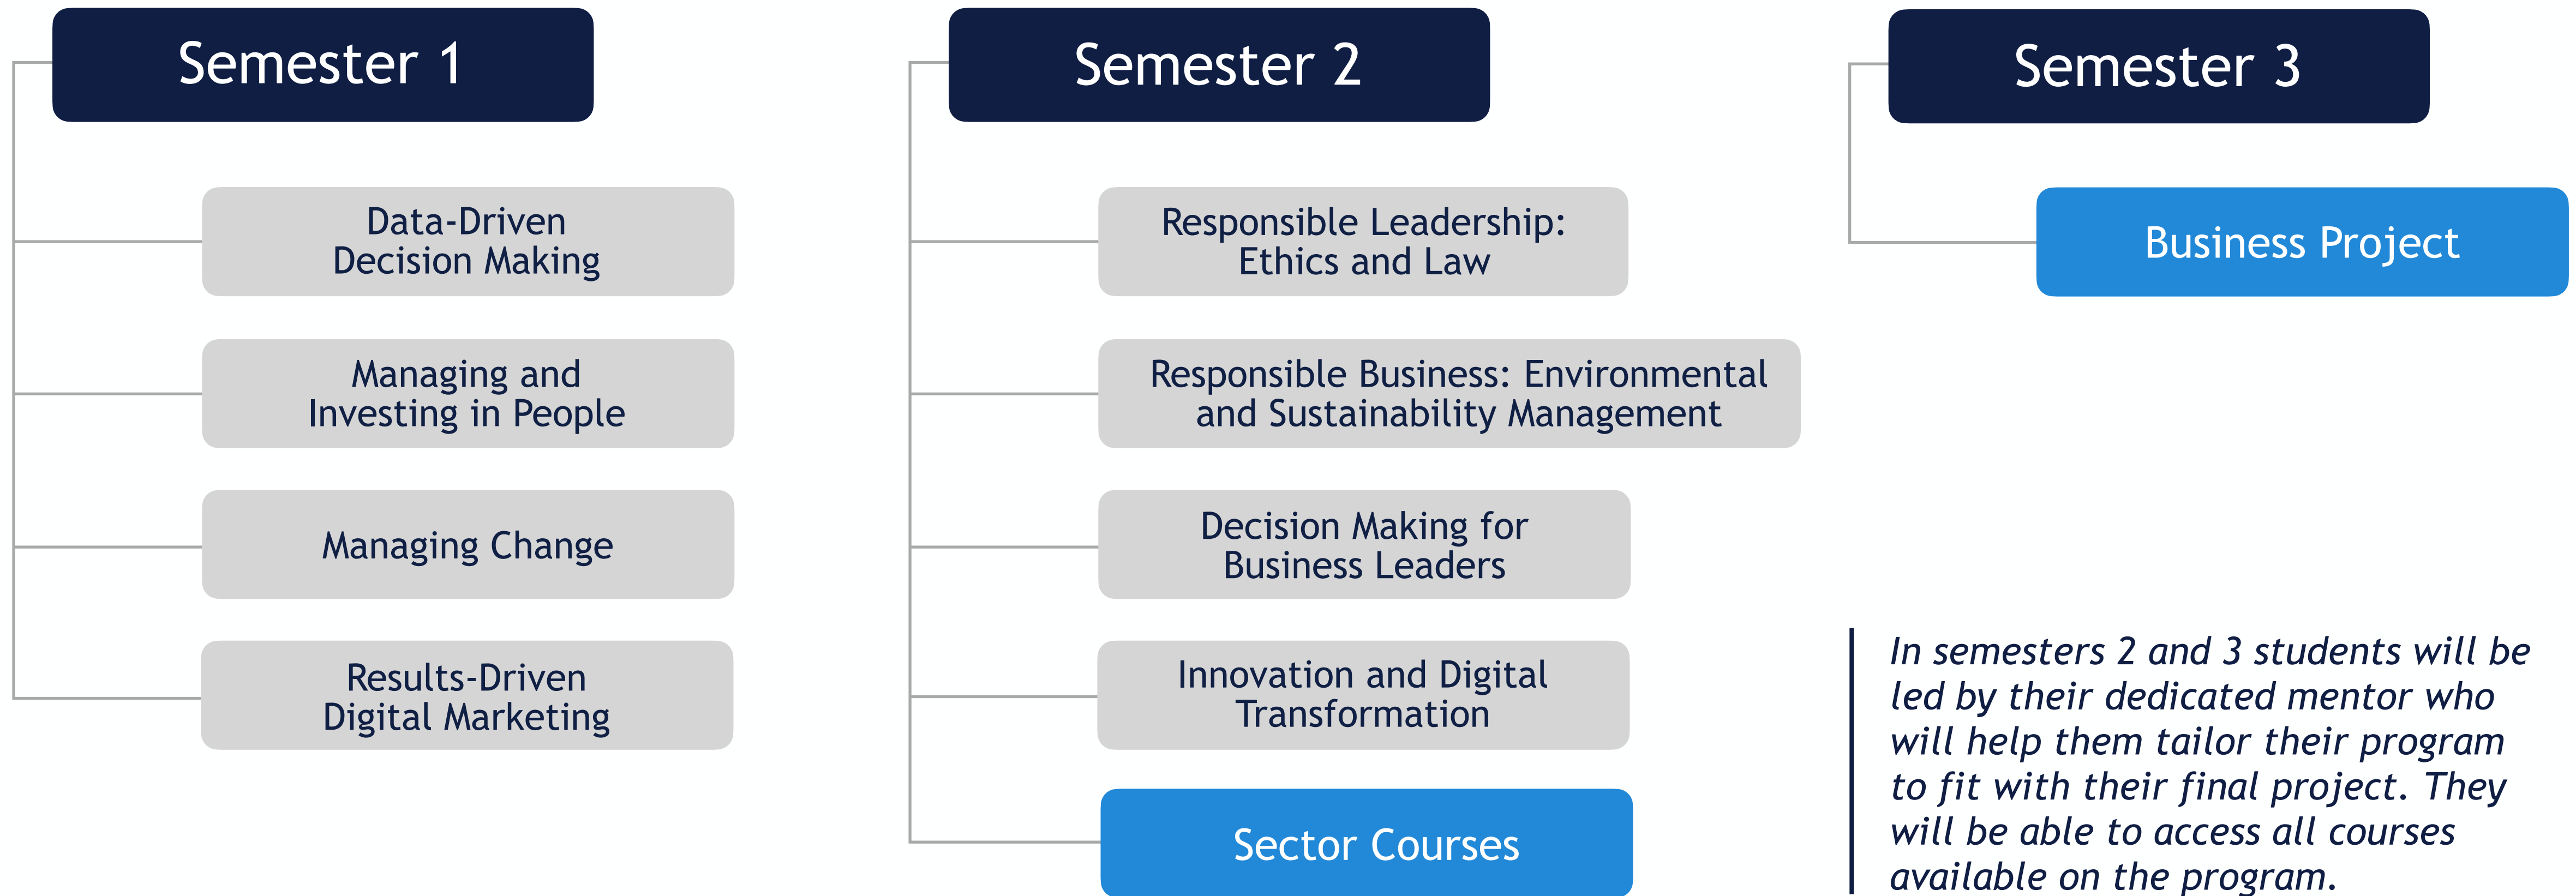 Semester 1
Data-Driven
Decision Making
Managing and
Investing in People
Managing Change
Results-Driven
Digital Marketing
Semester 2
Responsible Leadership:
Ethics and Law
Responsible Business: Environmental
and Sustainability Management
Decision Making for
Business Leaders
Innovation and Digital
Transformation
Sector Courses
Semester 3
Business Project
In semesters 2 and 3 students will be
led by their dedicated mentor who
will help them tailor their program
to fit with their final project. They
will be able to access all courses
available on the program.